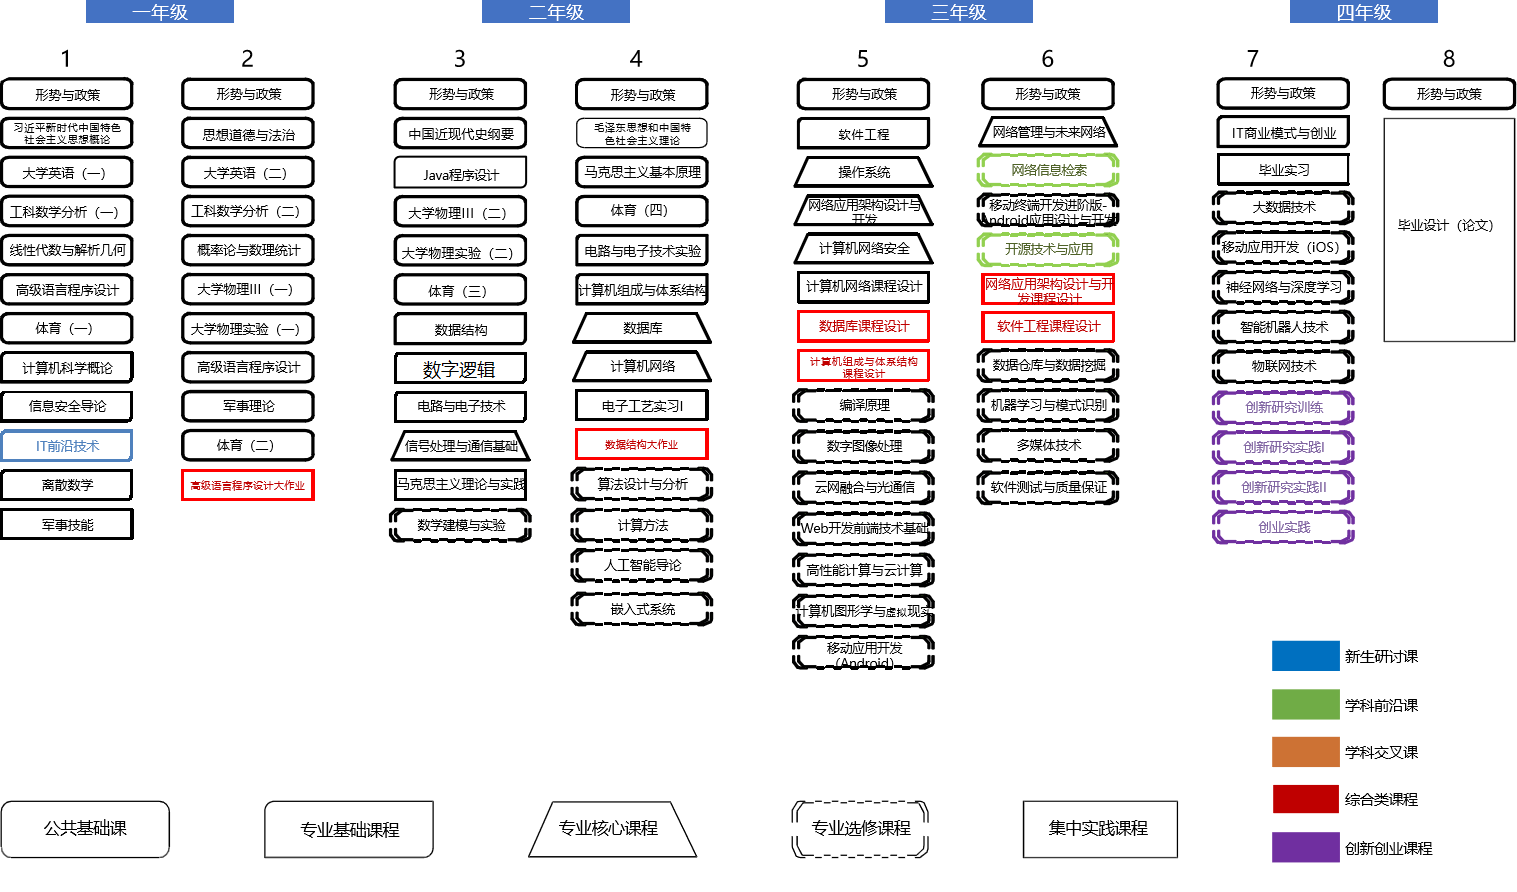 一年级
二年级
三年级
四年级
1
2
3
4
5
6
7
8
形势与政策
习近平新时代中国特色
社会主义思想概论
大学英语（一）
工科数学分析（一）
线性代数与解析几何
高级语言程序设计
体育（一）
计算机科学概论
信息安全导论
IT前沿技术
离散数学
军事技能
形势与政策
思想道德与法治
大学英语（二）
工科数学分析（二）
概率论与数理统计
大学物理III（一）
大学物理实验（一）
高级语言程序设计
军事理论
体育（二）
高级语言程序设计大作业
形势与政策
中国近现代史纲要
Java程序设计
大学物理III（二）
大学物理实验（二）
体育（三）
数据结构
数字逻辑
电路与电子技术
信号处理与通信基础
马克思主义理论与实践
数学建模与实验
形势与政策
毛泽东思想和中国特
色社会主义理论
马克思主义基本原理
体育（四）
电路与电子技术实验
计算机组成与体系结构
数据库
计算机网络
电子工艺实习I
数据结构大作业
算法设计与分析
计算方法
人工智能导论
嵌入式系统
形势与政策
软件工程
操作系统
网络应用架构设计与
开发
计算机网络安全
计算机网络课程设计
数据库课程设计
计算机组成与体系结构
课程设计
编译原理
数字图像处理
云网融合与光通信
Web开发前端技术基础
高性能计算与云计算
计算机图形学与虚拟现实
移动应用开发
（Android）
形势与政策
网络管理与未来网络
网络信息检索
移动终端开发进阶版-
Android应用设计与开发
开源技术与应用
网络应用架构设计与开
发课程设计
软件工程课程设计
数据仓库与数据挖掘
机器学习与模式识别
多媒体技术
软件测试与质量保证
形势与政策
IT商业模式与创业
毕业实习
大数据技术
移动应用开发（iOS）
神经网络与深度学习
智能机器人技术
物联网技术
创新研究训练
创新研究实践I
创新研究实践II
创业实践
形势与政策
毕业设计（论文）
新生研讨课
学科前沿课
学科交叉课
综合类课程
创新创业课程
公共基础课
专业基础课程
专业核心课程
专业选修课程
集中实践课程